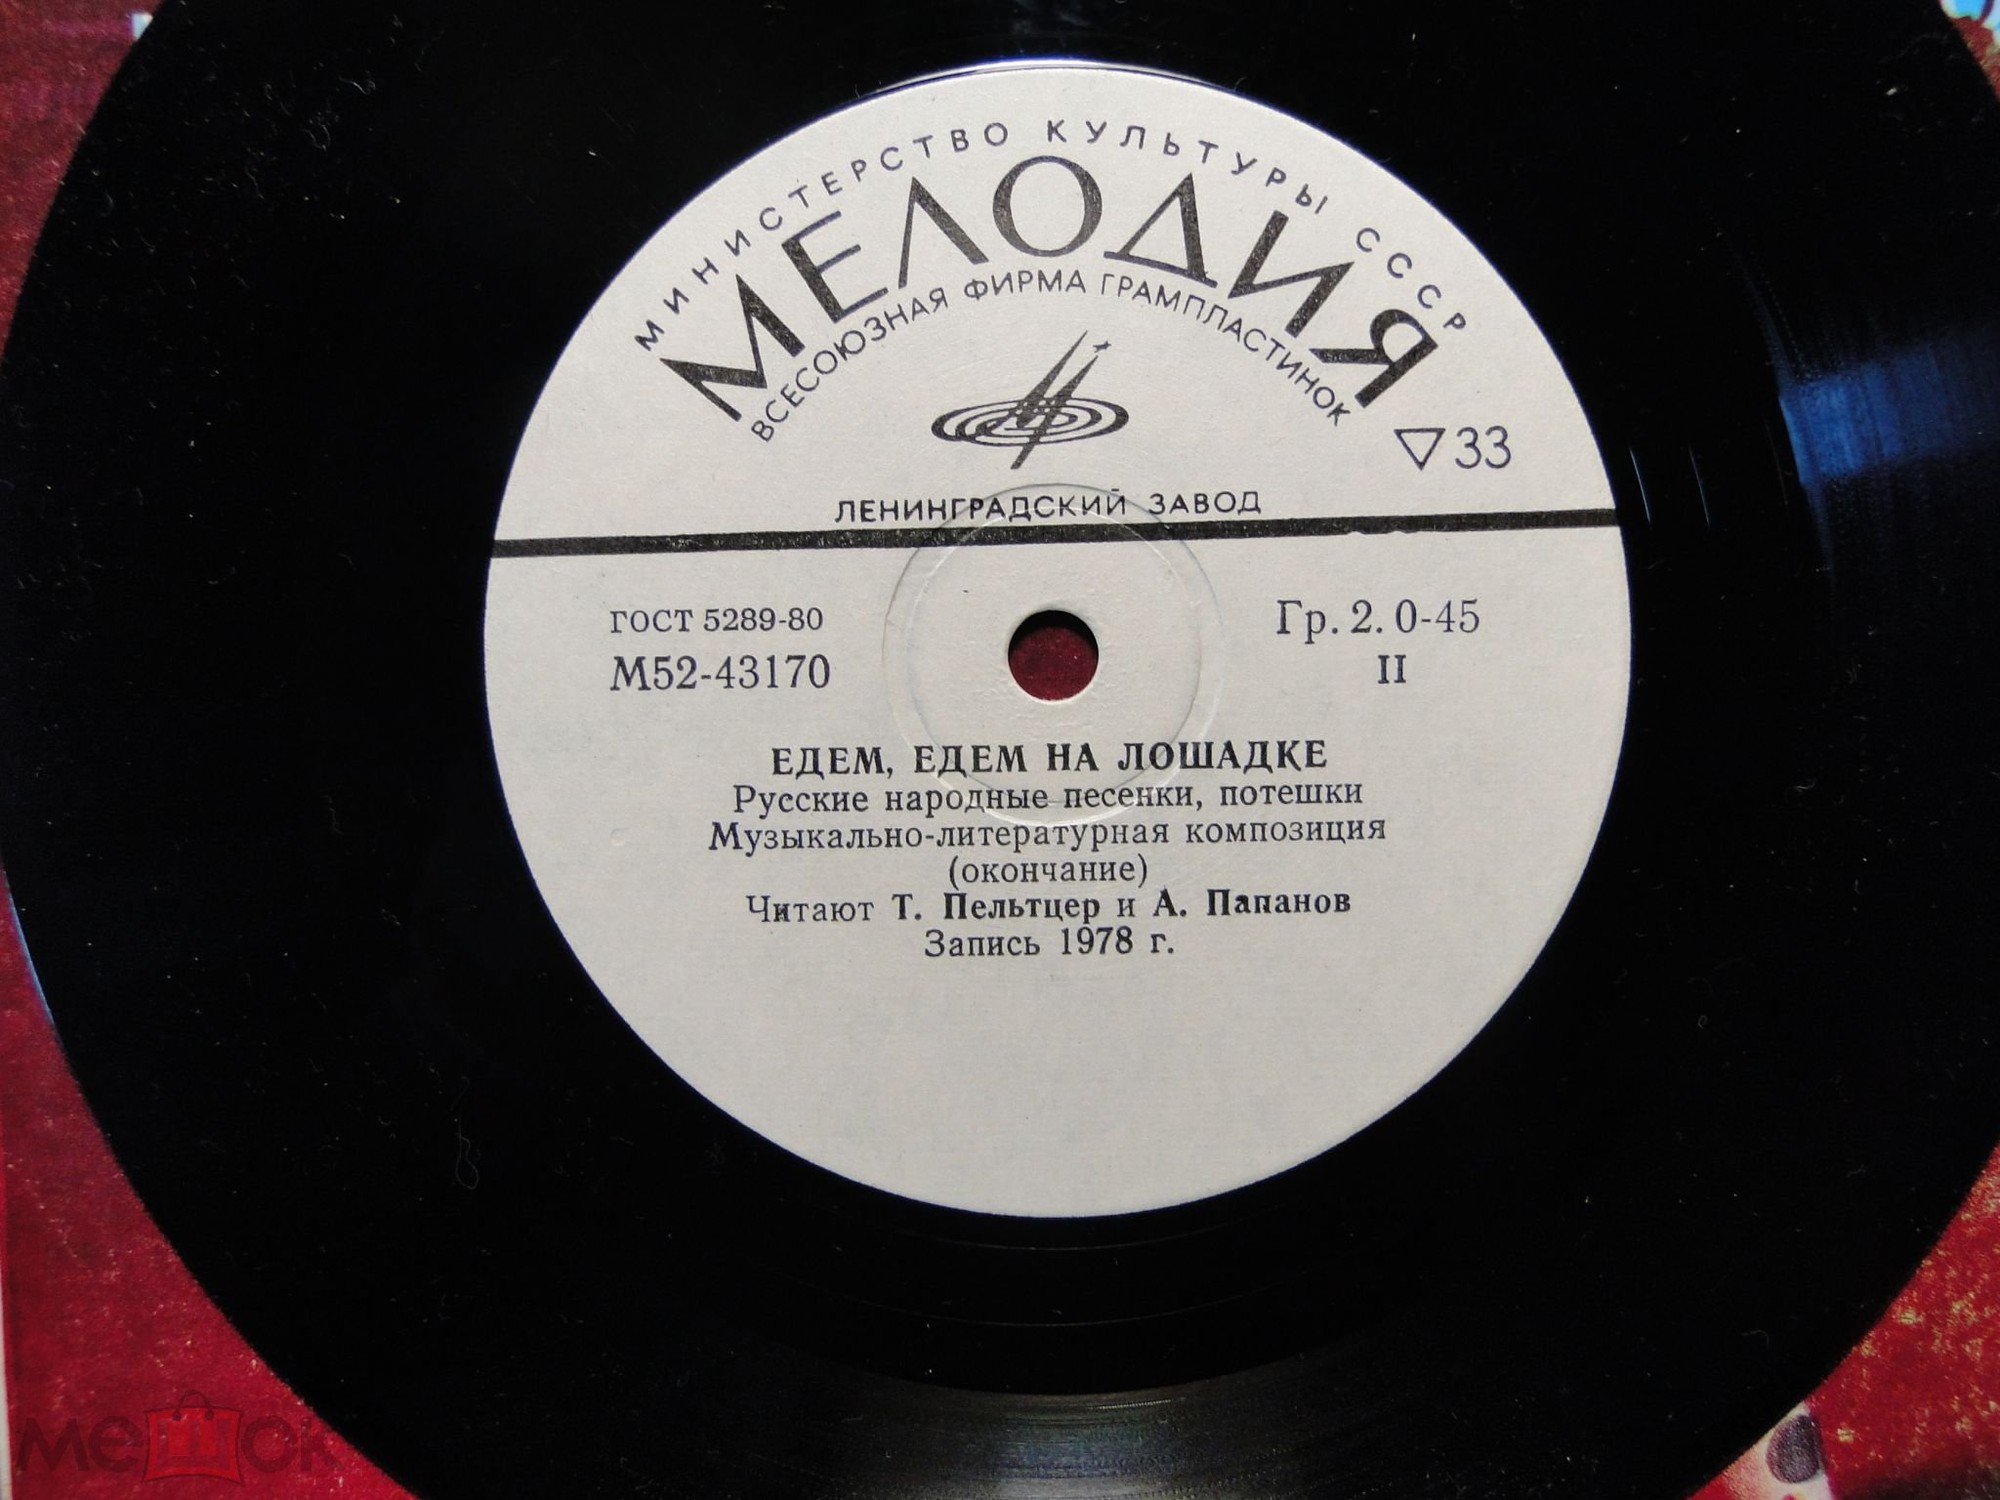 МИНИСТЕРСТВО КУЛЬТУРЫ СССР
МЕЛОДИЯ
ВСЕСОЮЗНАЯ ФИРМА ГРАМПЛАСТИНОК
33
ЛЕНИНГРАДСКИЙ ЗАВОД
ГОСТ 5289-80
Гр. 2. 0-45
М52-43170
II
ЕДЕМ, ЕДЕМ НА ЛОШАДКЕ
Русские народные песенки, потешки
Музыкально-литературная композиция
(окончание)
Читают Т. Пельтцер и А. Папанов
Запись 1978 г.
мешок